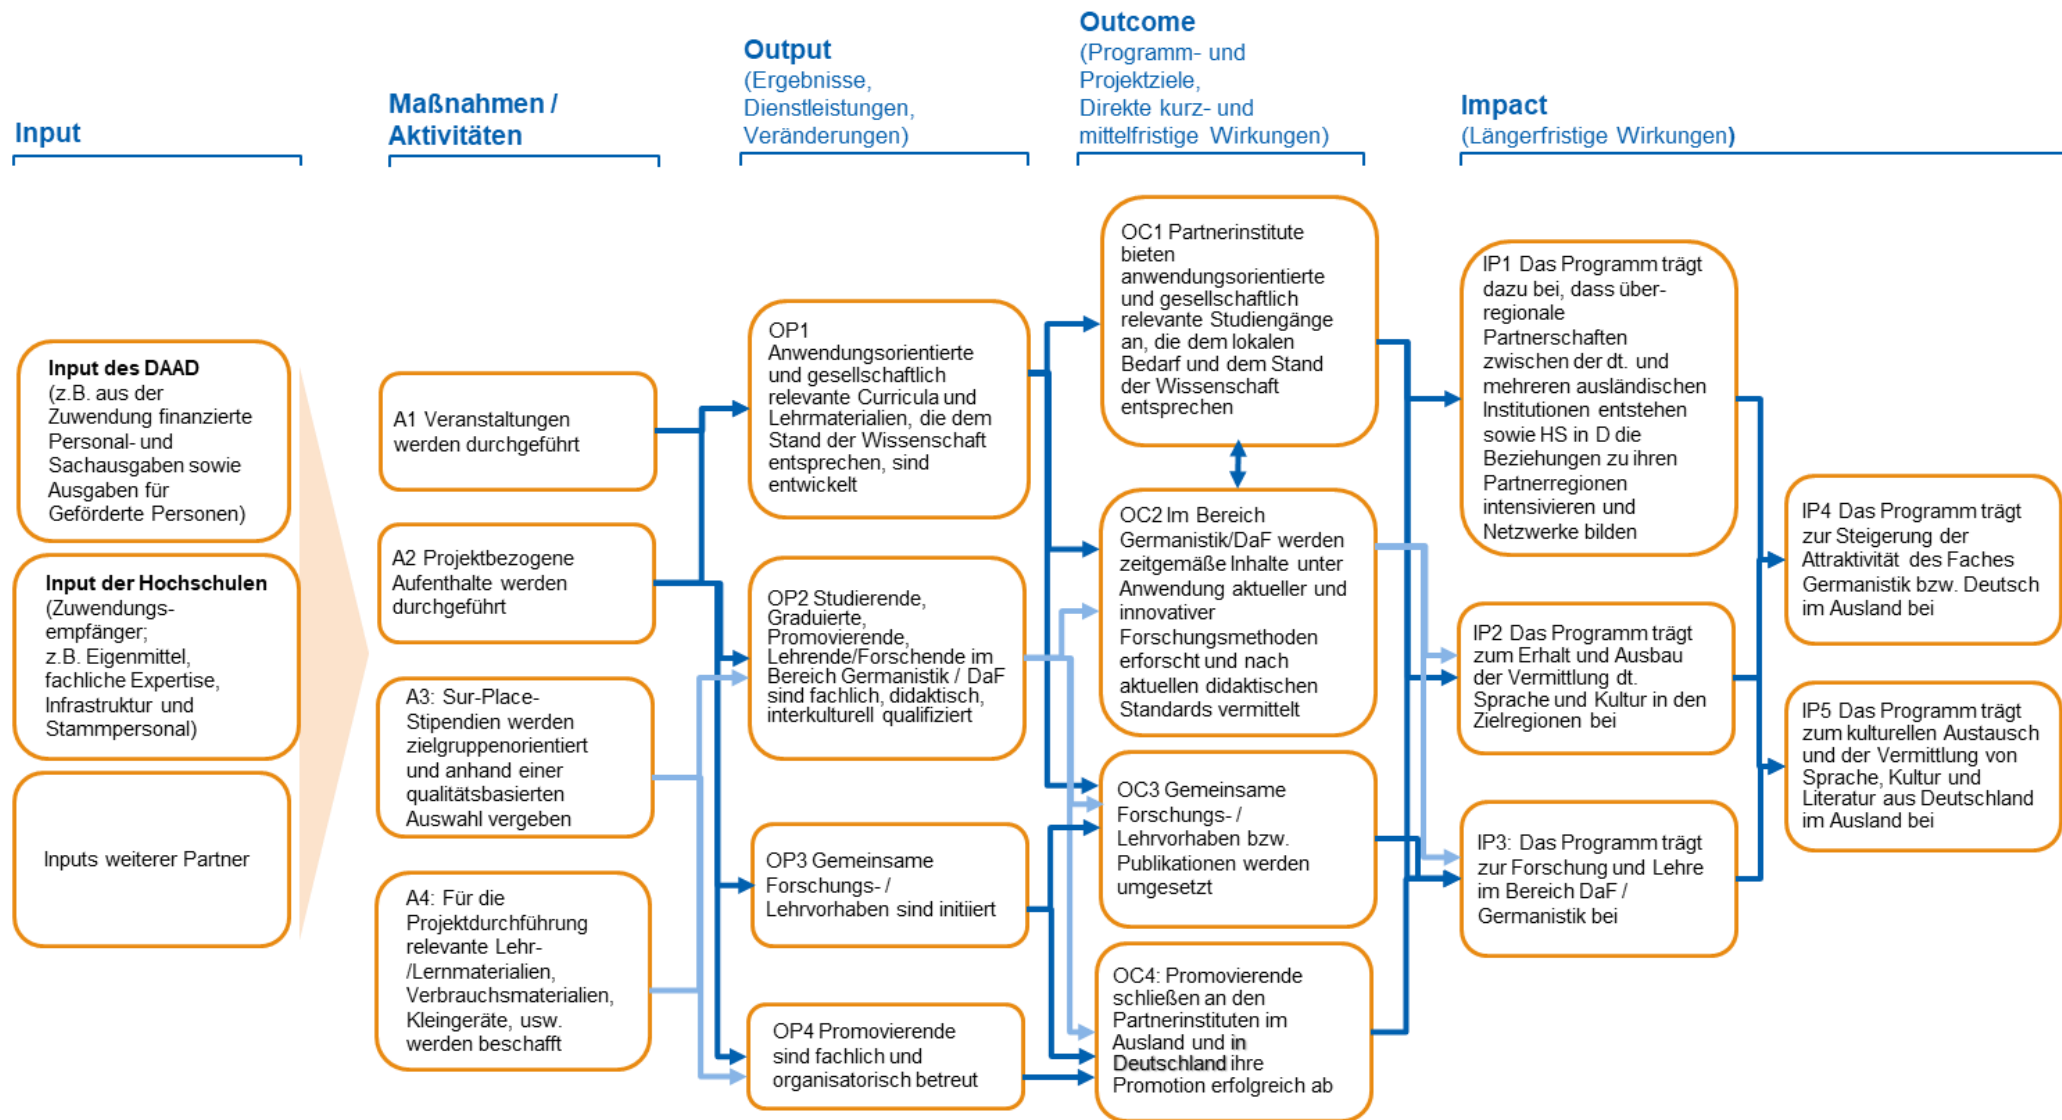 Input
Maßnahmen /
Aktivitäten
Output
(Ergebnisse,
Dienstleistungen,
Veränderungen)
Outcome
(Programm- und
Projektziele,
Direkte kurz- und
mittelfristige Wirkungen)
Impact
(Längerfristige Wirkungen)
Input des DAAD
(z.B. aus der
Zuwendung finanzierte
Personal- und
Sachausgaben sowie
Ausgaben für
Geförderte Personen)
Input der Hochschulen
(Zuwendungs-
empfänger;
z.B. Eigenmittel,
fachliche Expertise,
Infrastruktur und
Stammpersonal)
Inputs weiterer Partner
A1 Veranstaltungen
werden durchgeführt
A2 Projektbezogene
Aufenthalte werden
durchgeführt
A3: Sur-Place-
Stipendien werden
zielgruppenorientiert
und anhand einer
qualitätsbasierten
Auswahl vergeben
A4: Für die
Projektdurchführung
relevante Lehr-
/Lernmaterialien,
Verbrauchsmaterialien,
Kleingeräte, usw.
werden beschafft
OP1
Anwendungsorientierte
und gesellschaftlich
relevante Curricula und
Lehrmaterialien, die dem
Stand der Wissenschaft
entsprechen, sind
entwickelt
OP2 Studierende,
Graduierte,
Promovierende,
Lehrende/Forschende im
Bereich Germanistik / DaF
sind fachlich, didaktisch,
interkulturell qualifiziert
OP3 Gemeinsame
Forschungs- /
Lehrvorhaben sind initiiert
OP4 Promovierende
sind fachlich und
organisatorisch betreut
OC1 Partnerinstitute
bieten
anwendungsorientierte
und gesellschaftlich
relevante Studiengänge
an, die dem lokalen
Bedarf und dem Stand
der Wissenschaft
entsprechen
OC2 Im Bereich
Germanistik/DaF werden
zeitgemäße Inhalte unter
Anwendung aktueller und
innovativer
Forschungsmethoden
erforscht und nach
aktuellen didaktischen
Standards vermittelt
OC3 Gemeinsame
Forschungs- /
Lehrvorhaben bzw.
Publikationen werden
umgesetzt
OC4: Promovierende
schließen an den
Partnerinstituten im
Ausland und in
Deutschland ihre
Promotion erfolgreich ab
IP1 Das Programm trägt
dazu bei, dass über-
regionale
Partnerschaften
zwischen der dt. und
mehreren ausländischen
Institutionen entstehen
sowie HS in D die
Beziehungen zu ihren
Partnerregionen
intensivieren und
Netzwerke bilden
IP2 Das Programm trägt
zum Erhalt und Ausbau
der Vermittlung dt.
Sprache und Kultur in den
Zielregionen bei
IP3: Das Programm trägt
zur Forschung und Lehre
im Bereich DaF /
Germanistik bei
IP4 Das Programm trägt
zur Steigerung der
Attraktivität des Faches
Germanistik bzw. Deutsch
im Ausland bei
IP5 Das Programm trägt
zum kulturellen Austausch
und der Vermittlung von
Sprache, Kultur und
Literatur aus Deutschland
im Ausland bei